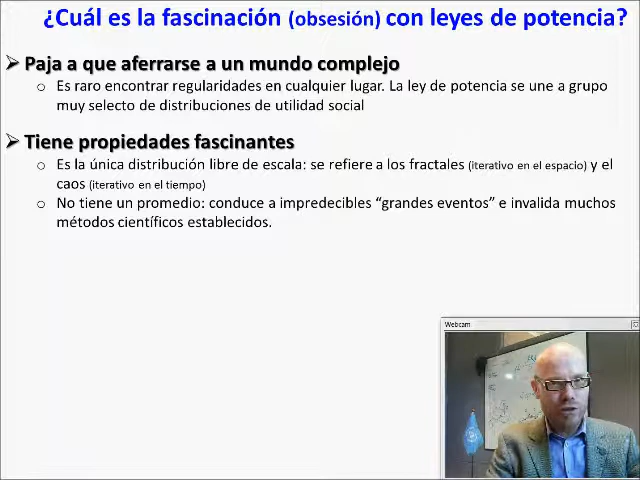 ¿Cuál es la fascinación (obsesión) con leyes de potencia?
➤ Paja a que aferrarse a un mundo complejo
o Es raro encontrar regularidades en cualquier lugar. La ley de potencia se une a grupo
muy selecto de distribuciones de utilidad social
➤ Tiene propiedades fascinantes
o Es la única distribución libre de escala: se refiere a los fractales (iterativo en el espacio) y el
caos (iterativo en el tiempo)
o No tiene un promedio: conduce a impredecibles “grandes eventos” e invalida muchos
métodos científicos establecidos.
Webcam